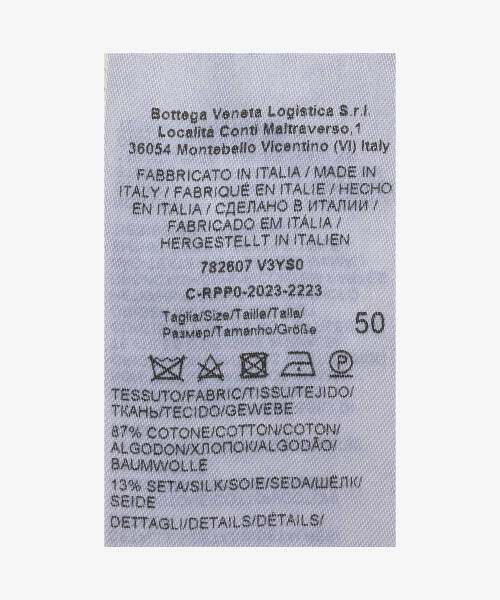 Bottega Veneta Logistica S.r.l.
Località Conti Maltraverso,1
36054 Montebello Vicentino (VI) Italy
FABBRICATO IN ITALIA / MADE IN
ITALY / FABRIQUÉ EN ITALIE / HECHO
EN ITALIA / СДЕЛАНО В ИТАЛИИ /
FABRICADO EM ITÁLIA /
HERGESTELLT IN ITALIEN
782607 V3YS0
C-RPP0-2023-2223
Taglia/Size/Taille/Talla/
Размер/Tamanho/Größe 50
P
TESSUTO/FABRIC/TISSU/TEJIDO/
ТКАНЬ/TECIDO/GEWEBE
87% COTONE/COTTON/COTON/
ALGODON/ХЛОПОК/ALGODÃO/
BAUMWOLLE
13% SETA/SILK/SOIE/SEDA/ШЁЛК/
SEIDE
DETTAGLI/DETAILS/DÉTAILS/